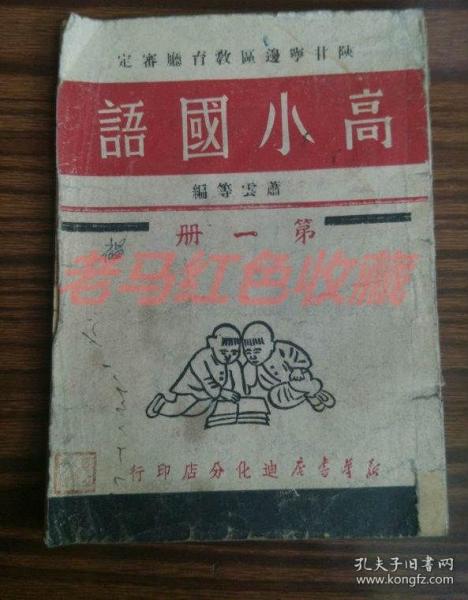 陝甘寧邊區教育廳審定
高小國語
蕭雲等編
第一册
老马红色收藏
新華書店迪化分店印行
孔夫子旧书网
www.kongfz.com